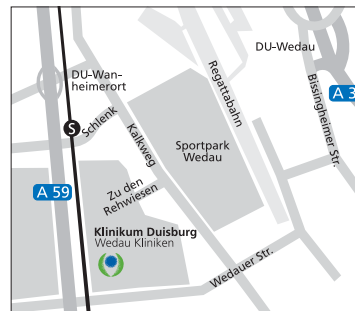 DU-Wedau
DU-Wan-
heimerort
Regattabahn
Bissingheimer Str.
A 3
Schlenk
S
Kalkweg
Sportpark
Wedau
A 59
Zu den
Rehwiesen
Klinikum Duisburg
Wedau Kliniken
Wedauer Str.